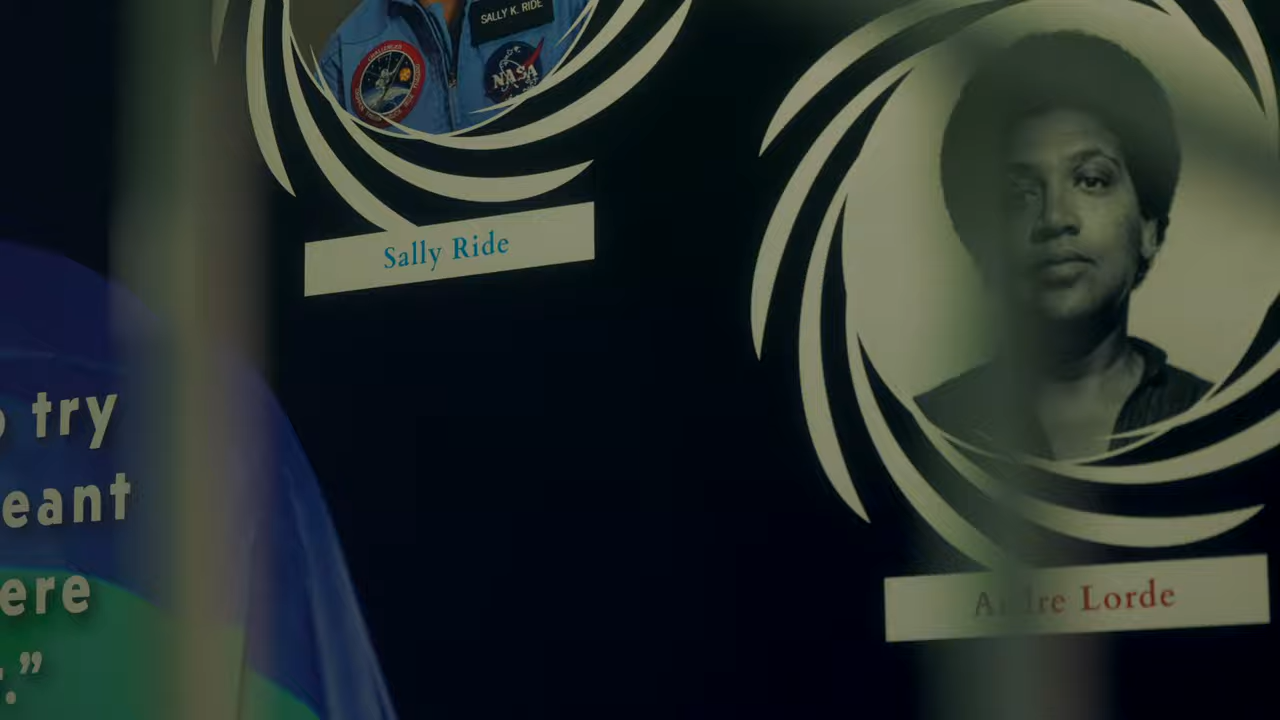 SALLY K. RIDE
NASA
Sally Ride
try
eant
ere
.”
Lorde